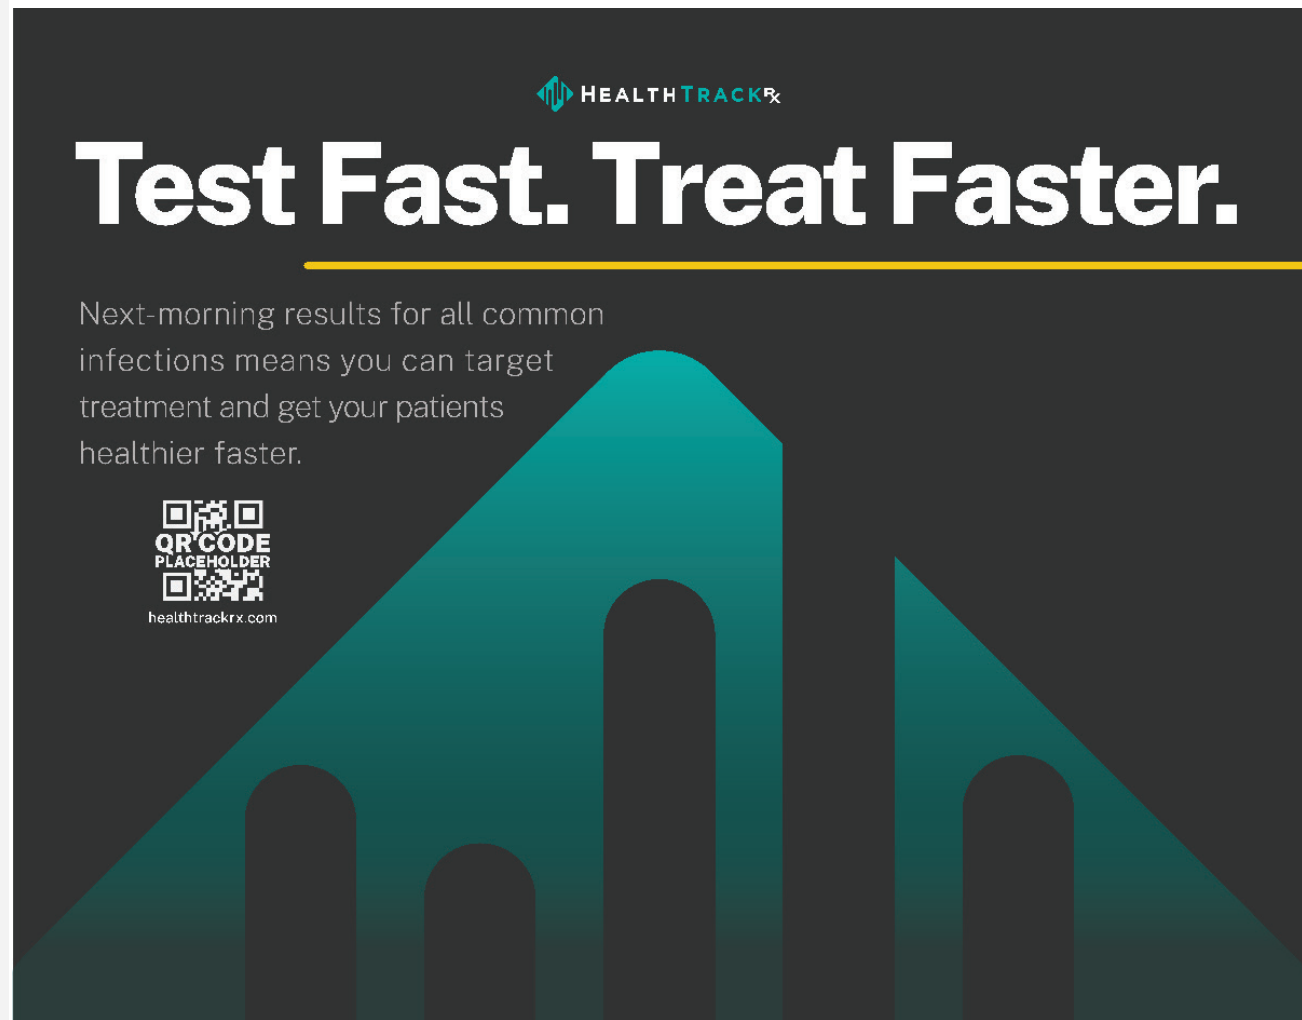 HEALTHTRACKRX
Test Fast. Treat Faster.
Next-morning results for all common
infections means you can target
treatment and get your patients
healthier faster.
QR CODE
PLACEHOLDER
healthtrackrx.com